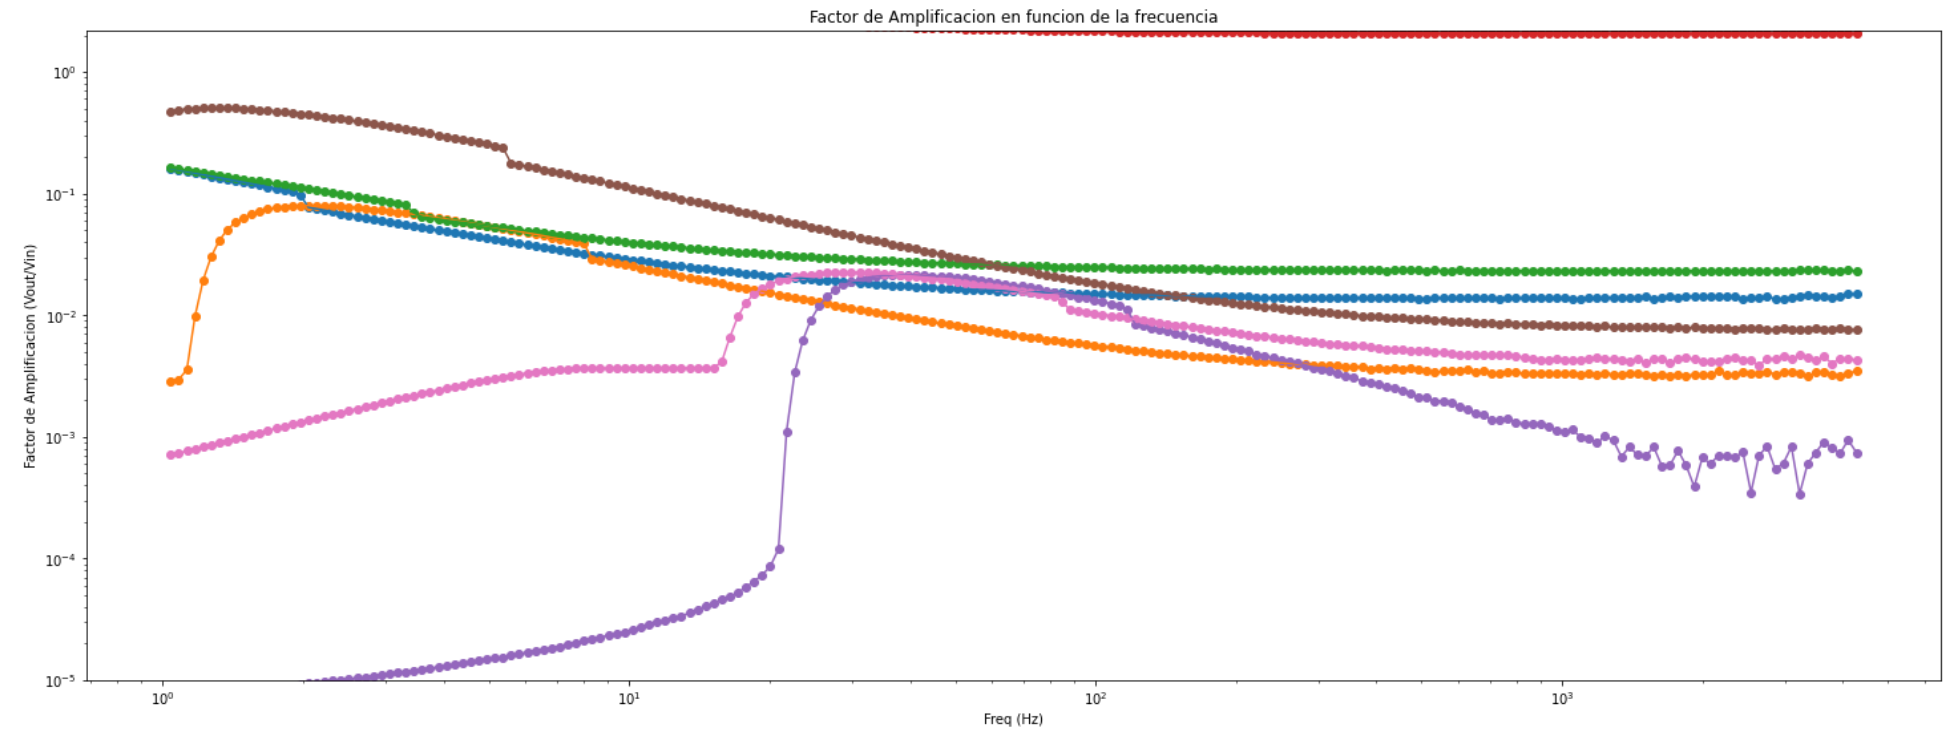 Factor de Amplificacion en funcion de la frecuencia
Factor de Amplificacion (Vout/Vin)
10⁰
10⁻¹
10⁻²
10⁻³
10⁻⁴
10⁻⁵
10⁰ 10¹ 10² 10³
Freq (Hz)